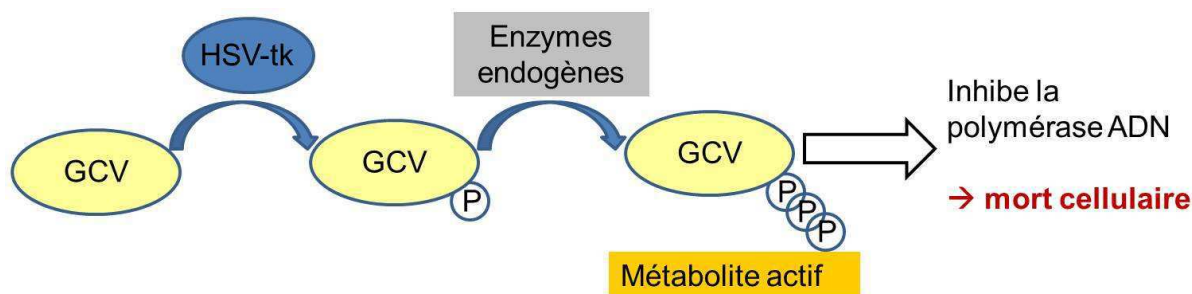 HSV-tk
Enzymes
endogènes
GCV
GCV
P
GCV
P
P
P
Inhibe la
polymérase ADN
→ mort cellulaire
Métabolite actif